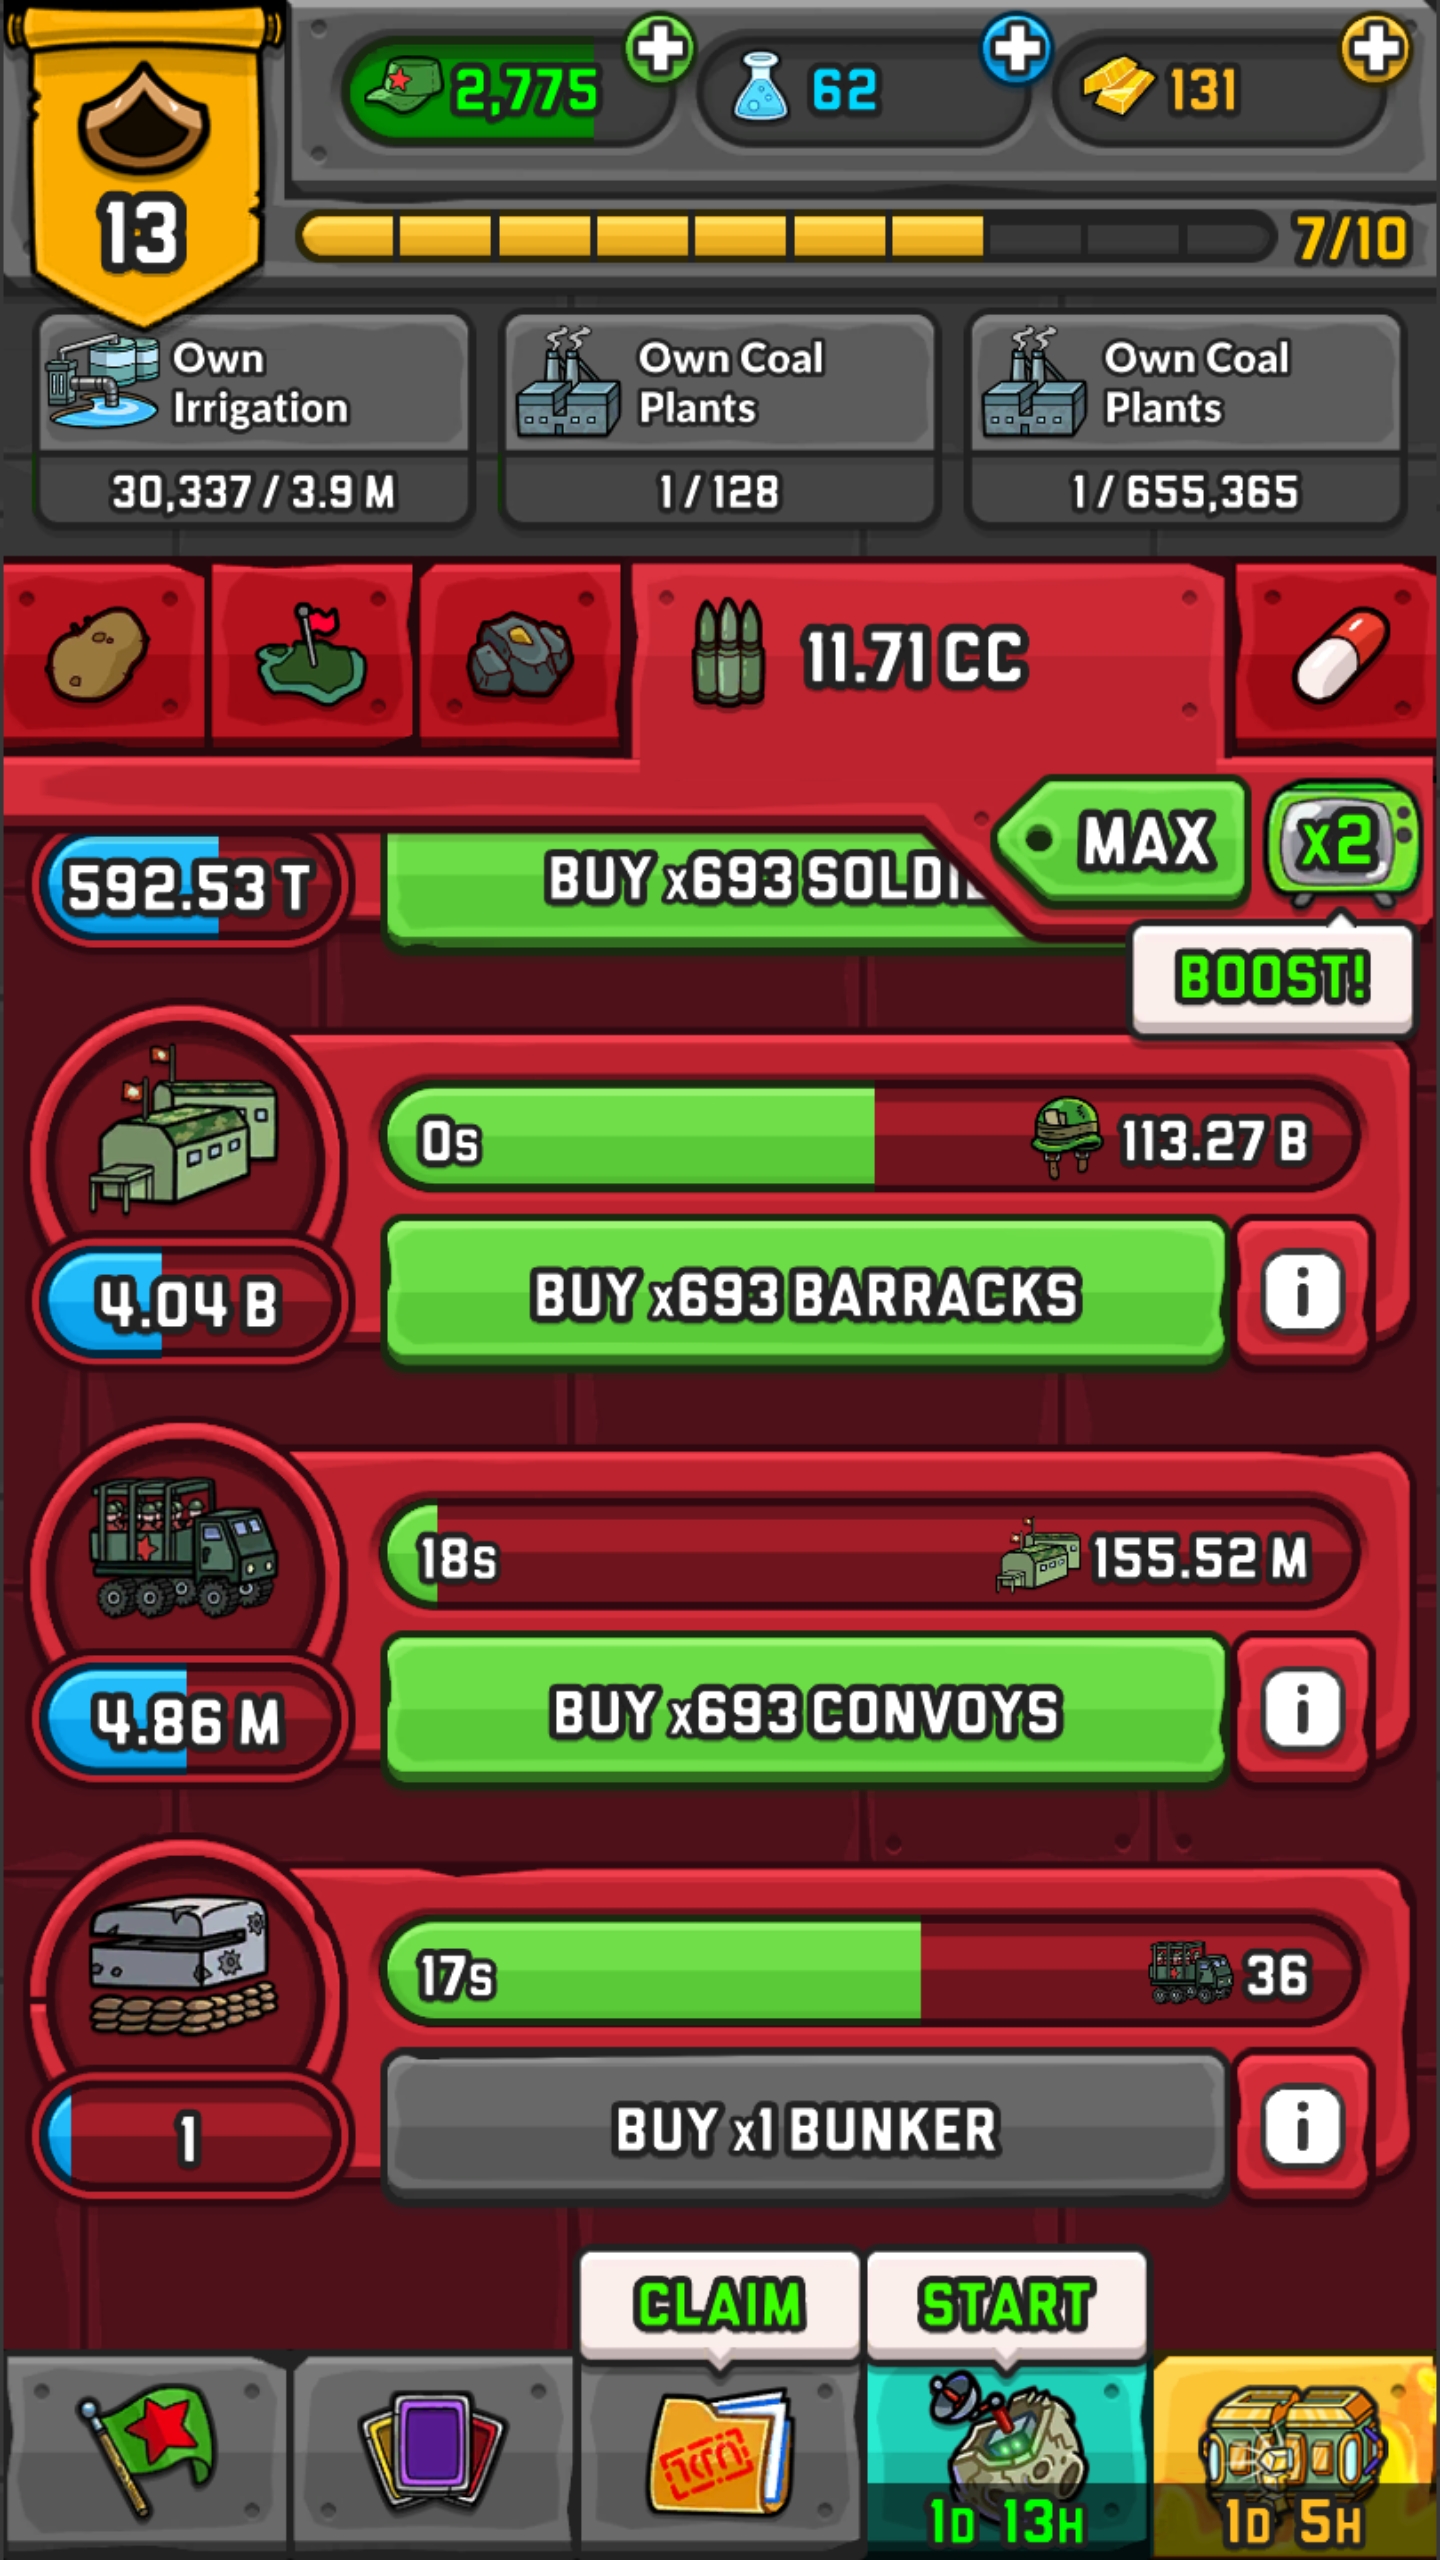 13
2,775
62
131
7/10
Own
Irrigation
30,337 / 3.9 M
Own Coal
Plants
1 / 128
Own Coal
Plants
1 / 655,365
11.71 CC
MAX
x2
BOOST!
592.53 T
BUY x693
0s
113.27 B
4.04 B
BUY x693 BARRACKS
i
18s
155.52 M
4.86 M
BUY x693 CONVOYS
i
17s
36
1
BUY x1 BUNKER
i
CLAIM
START
1D 13H
1D 5H